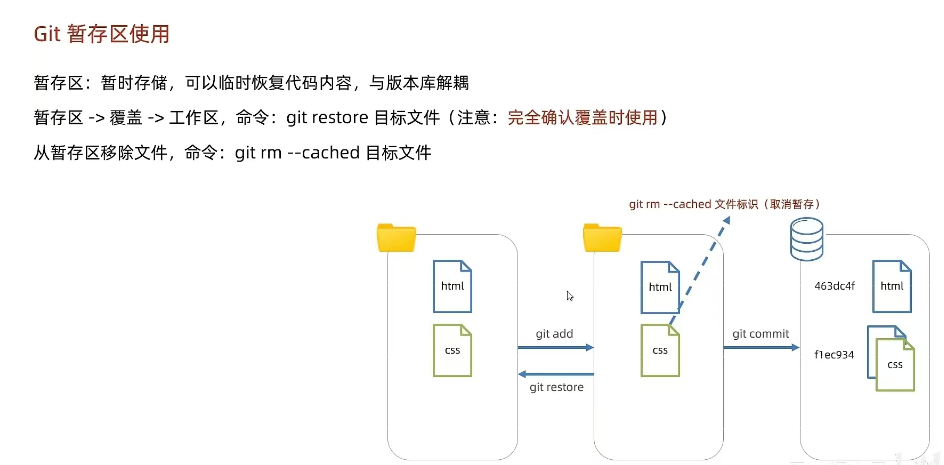 Git 暂存区使用
暂存区：暂时存储，可以临时恢复代码内容，与版本库解耦
暂存区 -> 覆盖 -> 工作区，命令：git restore 目标文件（注意：完全确认覆盖时使用）
从暂存区移除文件，命令：git rm --cached 目标文件
git rm --cached 文件标识（取消暂存）
html
html
463dc4f
html
css
git add
css
git commit
f1ec934
css
git restore